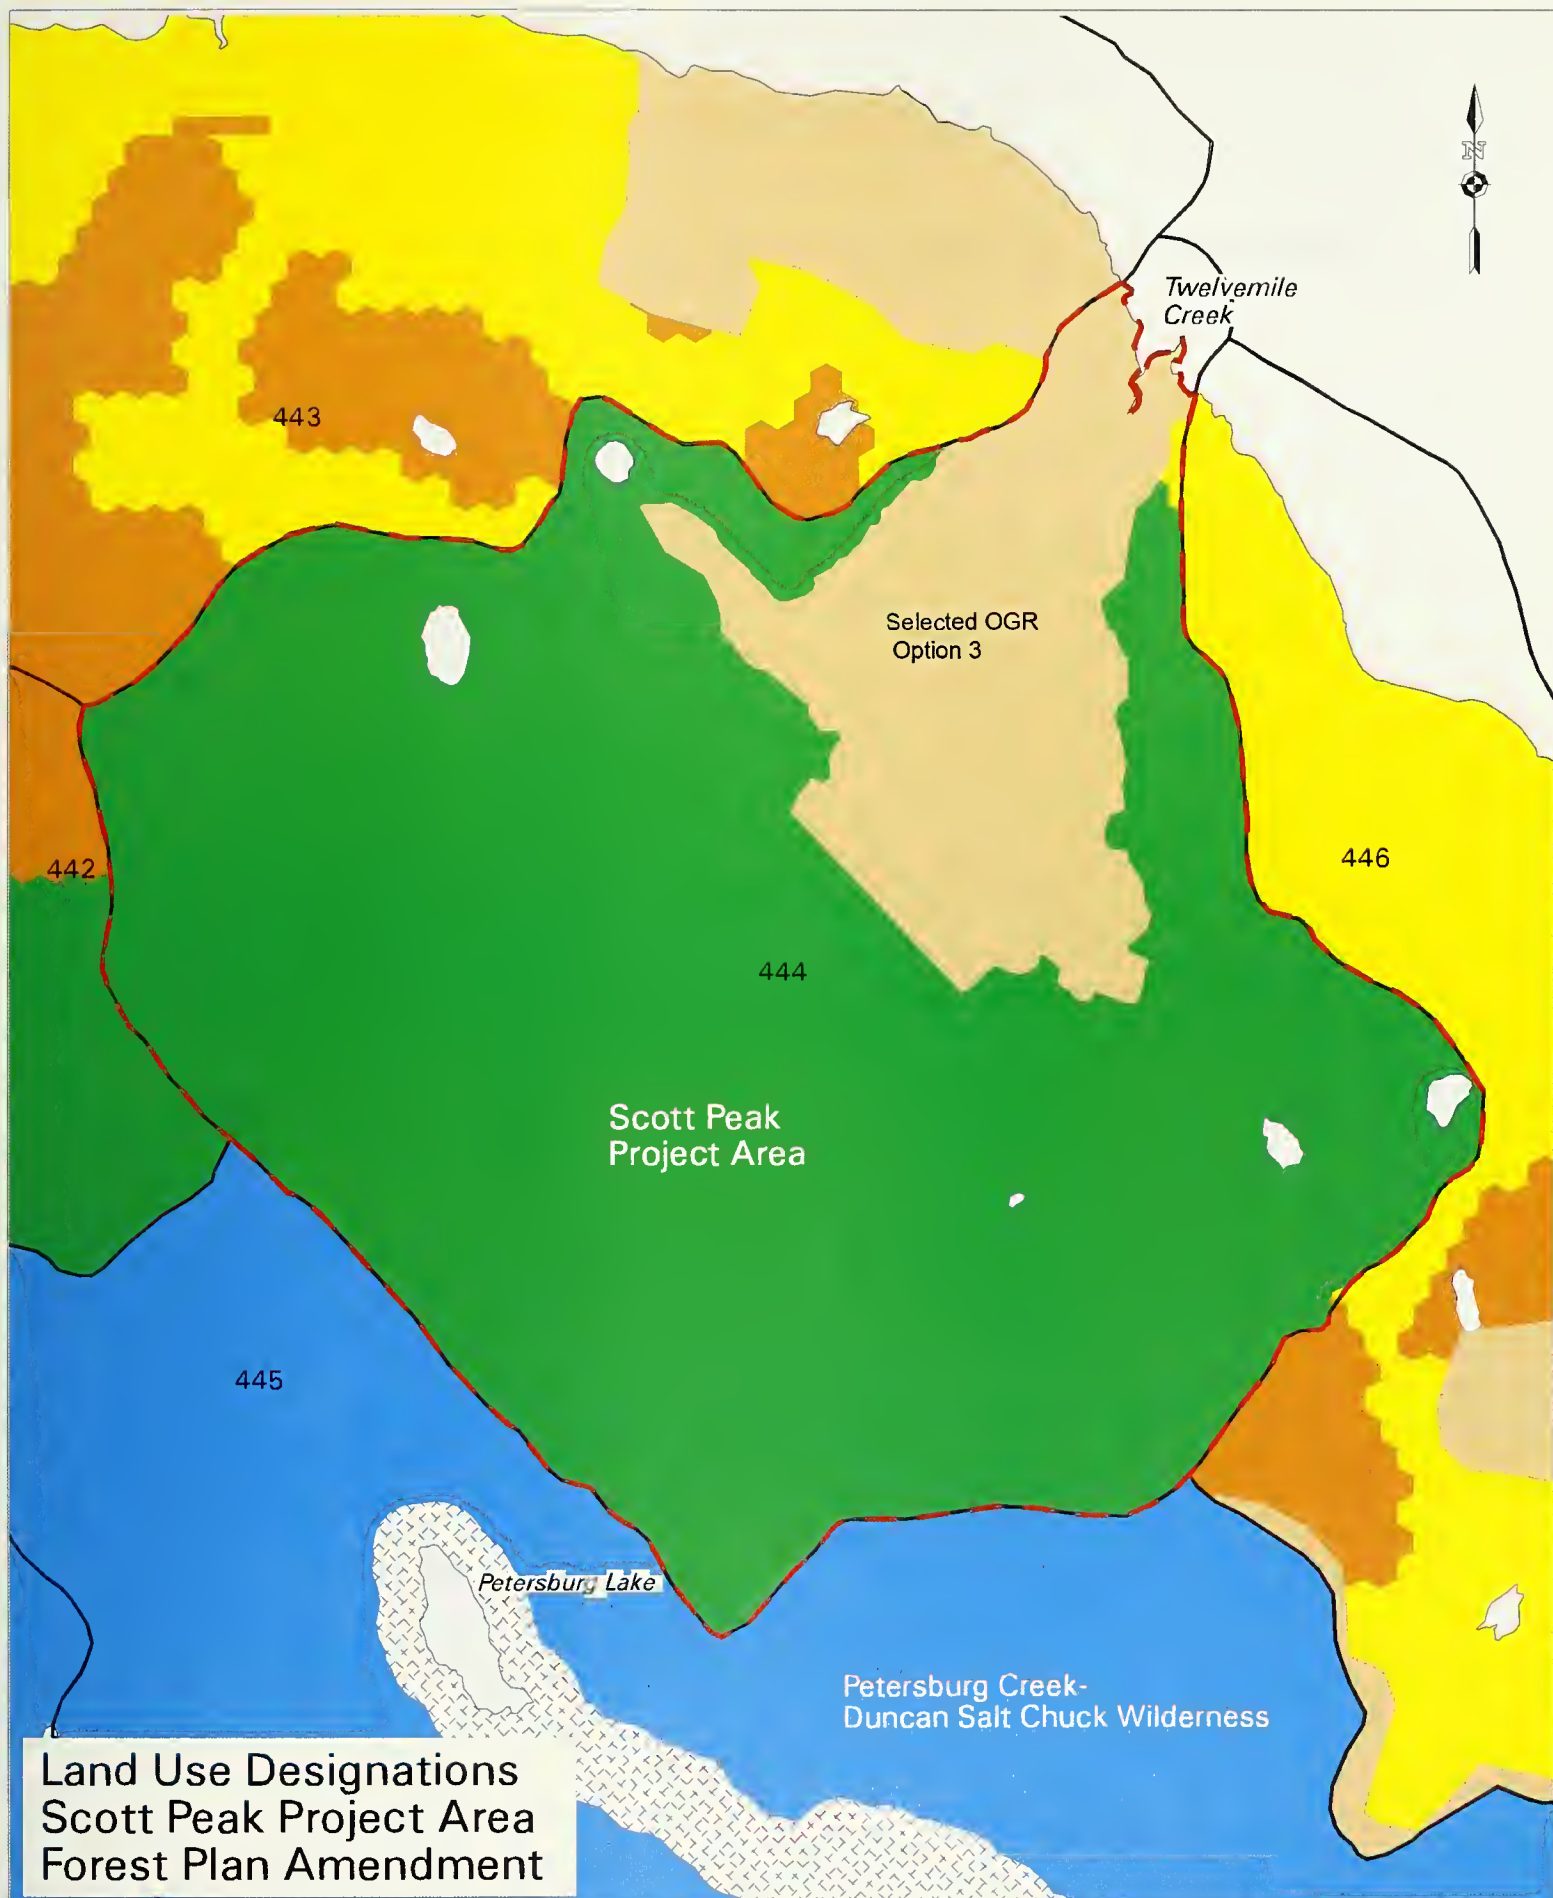 N
Twelvemile
Creek
443
Selected OGR
Option 3
446
442
444
Scott Peak
Project Area
445
Petersburg Lake
Petersburg Creek-
Duncan Salt Chuck Wilderness
Land Use Designations
Scott Peak Project Area
Forest Plan Amendment